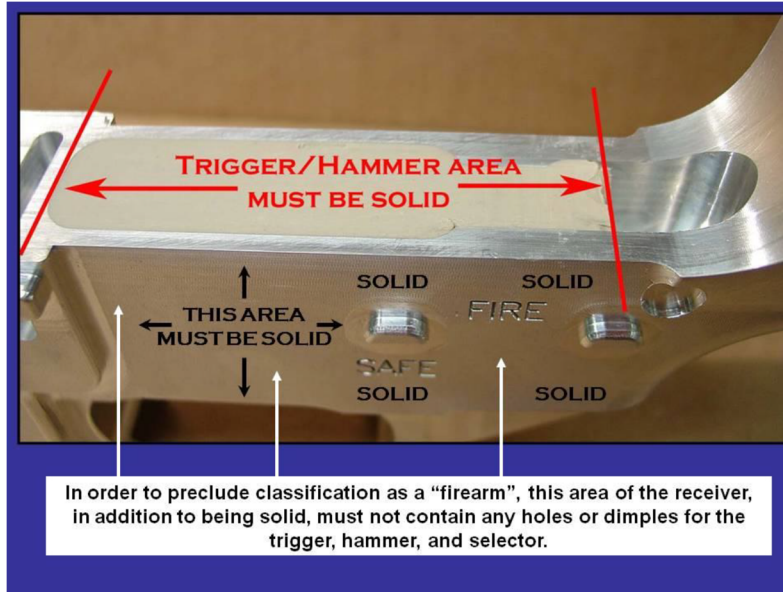 TRIGGER/HAMMER AREA
MUST BE SOLID
SOLID
SOLID
THIS AREA
MUST BE SOLID
FIRE
SAFE
SOLID
SOLID
In order to preclude classification as a “firearm”, this area of the receiver,
in addition to being solid, must not contain any holes or dimples for the
trigger, hammer, and selector.